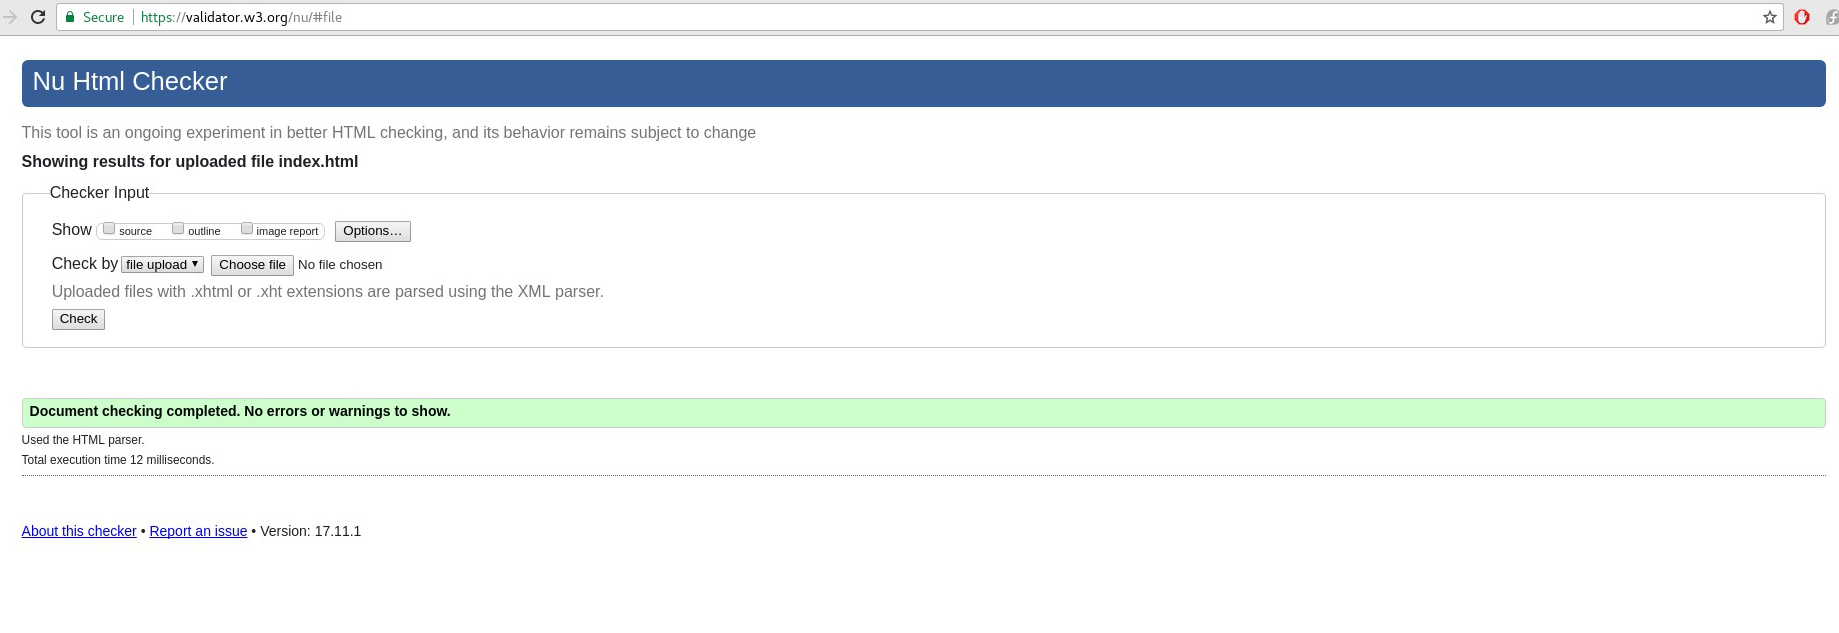 Secure https://validator.w3.org/nu/#file
Nu Html Checker
This tool is an ongoing experiment in better HTML checking, and its behavior remains subject to change
Showing results for uploaded file index.html
Checker Input
Show source outline image report Options…
Check by file upload Choose file No file chosen
Uploaded files with .xhtml or .xht extensions are parsed using the XML parser.
Check
Document checking completed. No errors or warnings to show.
Used the HTML parser.
Total execution time 12 milliseconds.
About this checker • Report an issue • Version: 17.11.1